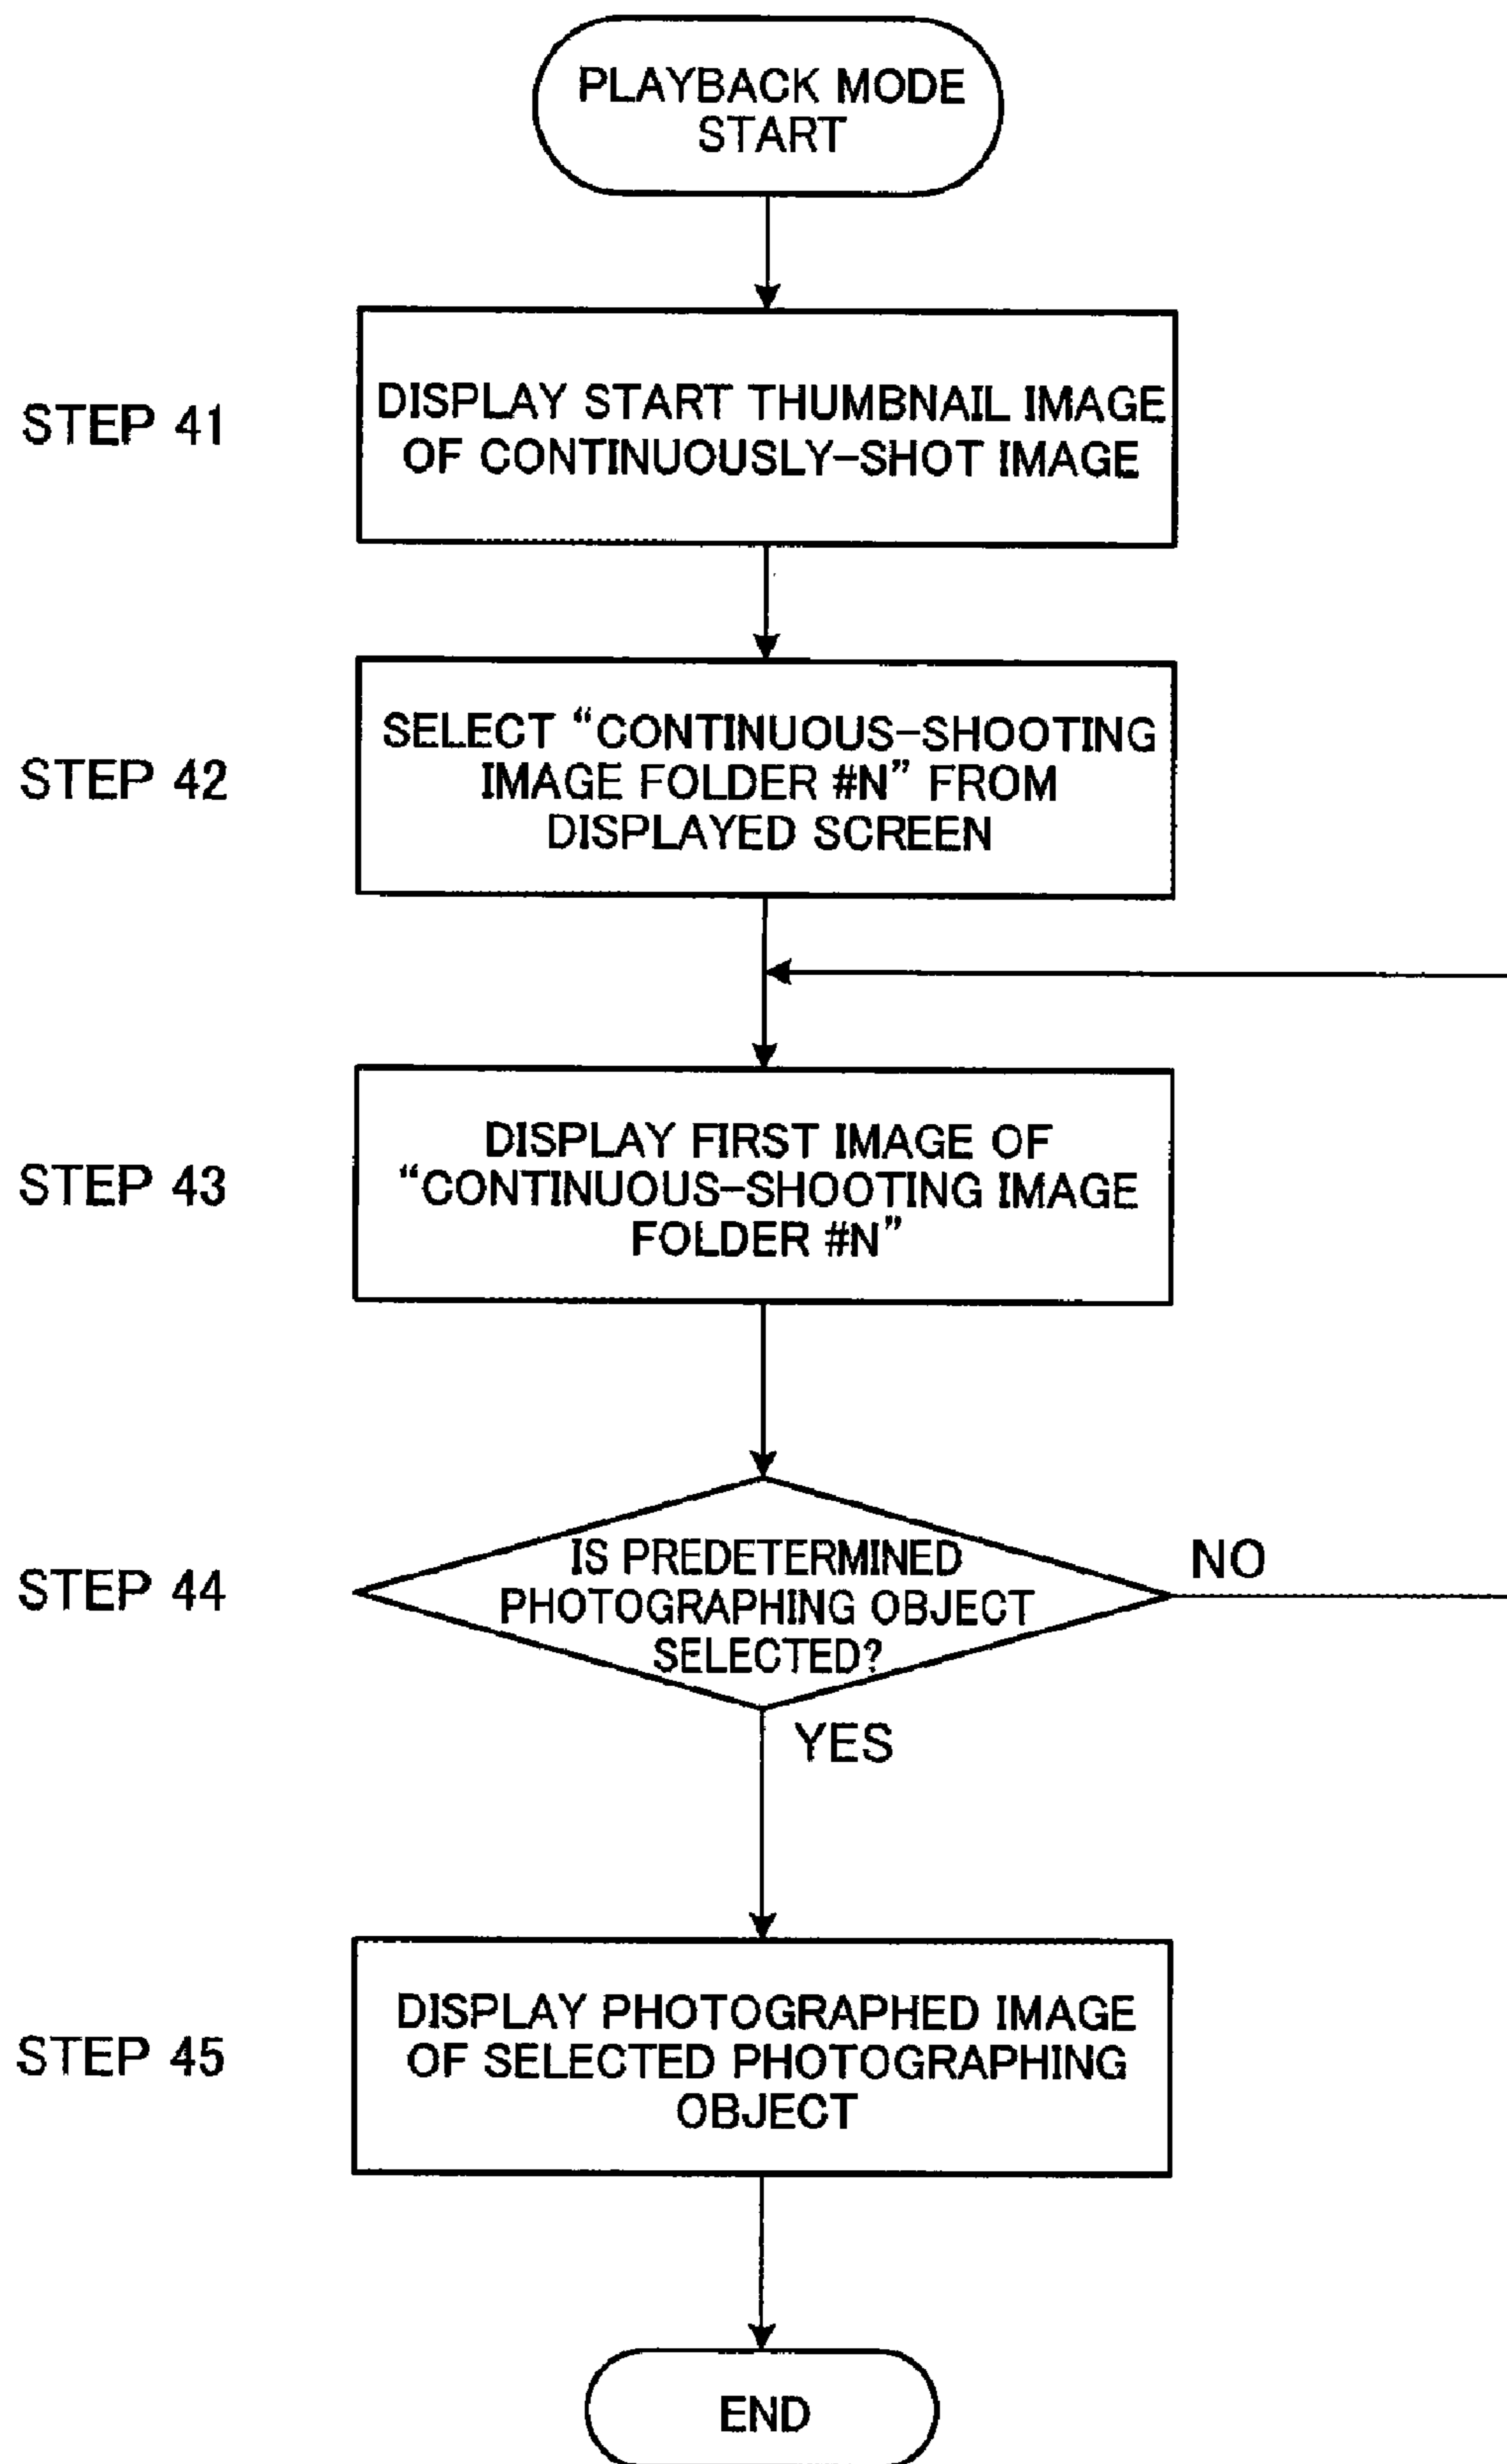 PLAYBACK MODE
START
STEP 41
DISPLAY START THUMBNAIL IMAGE
OF CONTINUOUSLY-SHOT IMAGE
STEP 42
SELECT “CONTINUOUS-SHOOTING
IMAGE FOLDER #N” FROM
DISPLAYED SCREEN
STEP 43
DISPLAY FIRST IMAGE OF
“CONTINUOUS-SHOOTING IMAGE
FOLDER #N”
STEP 44
IS PREDETERMINED
PHOTOGRAPHING OBJECT
SELECTED?
NO
YES
STEP 45
DISPLAY PHOTOGRAPHED IMAGE
OF SELECTED PHOTOGRAPHING
OBJECT
END